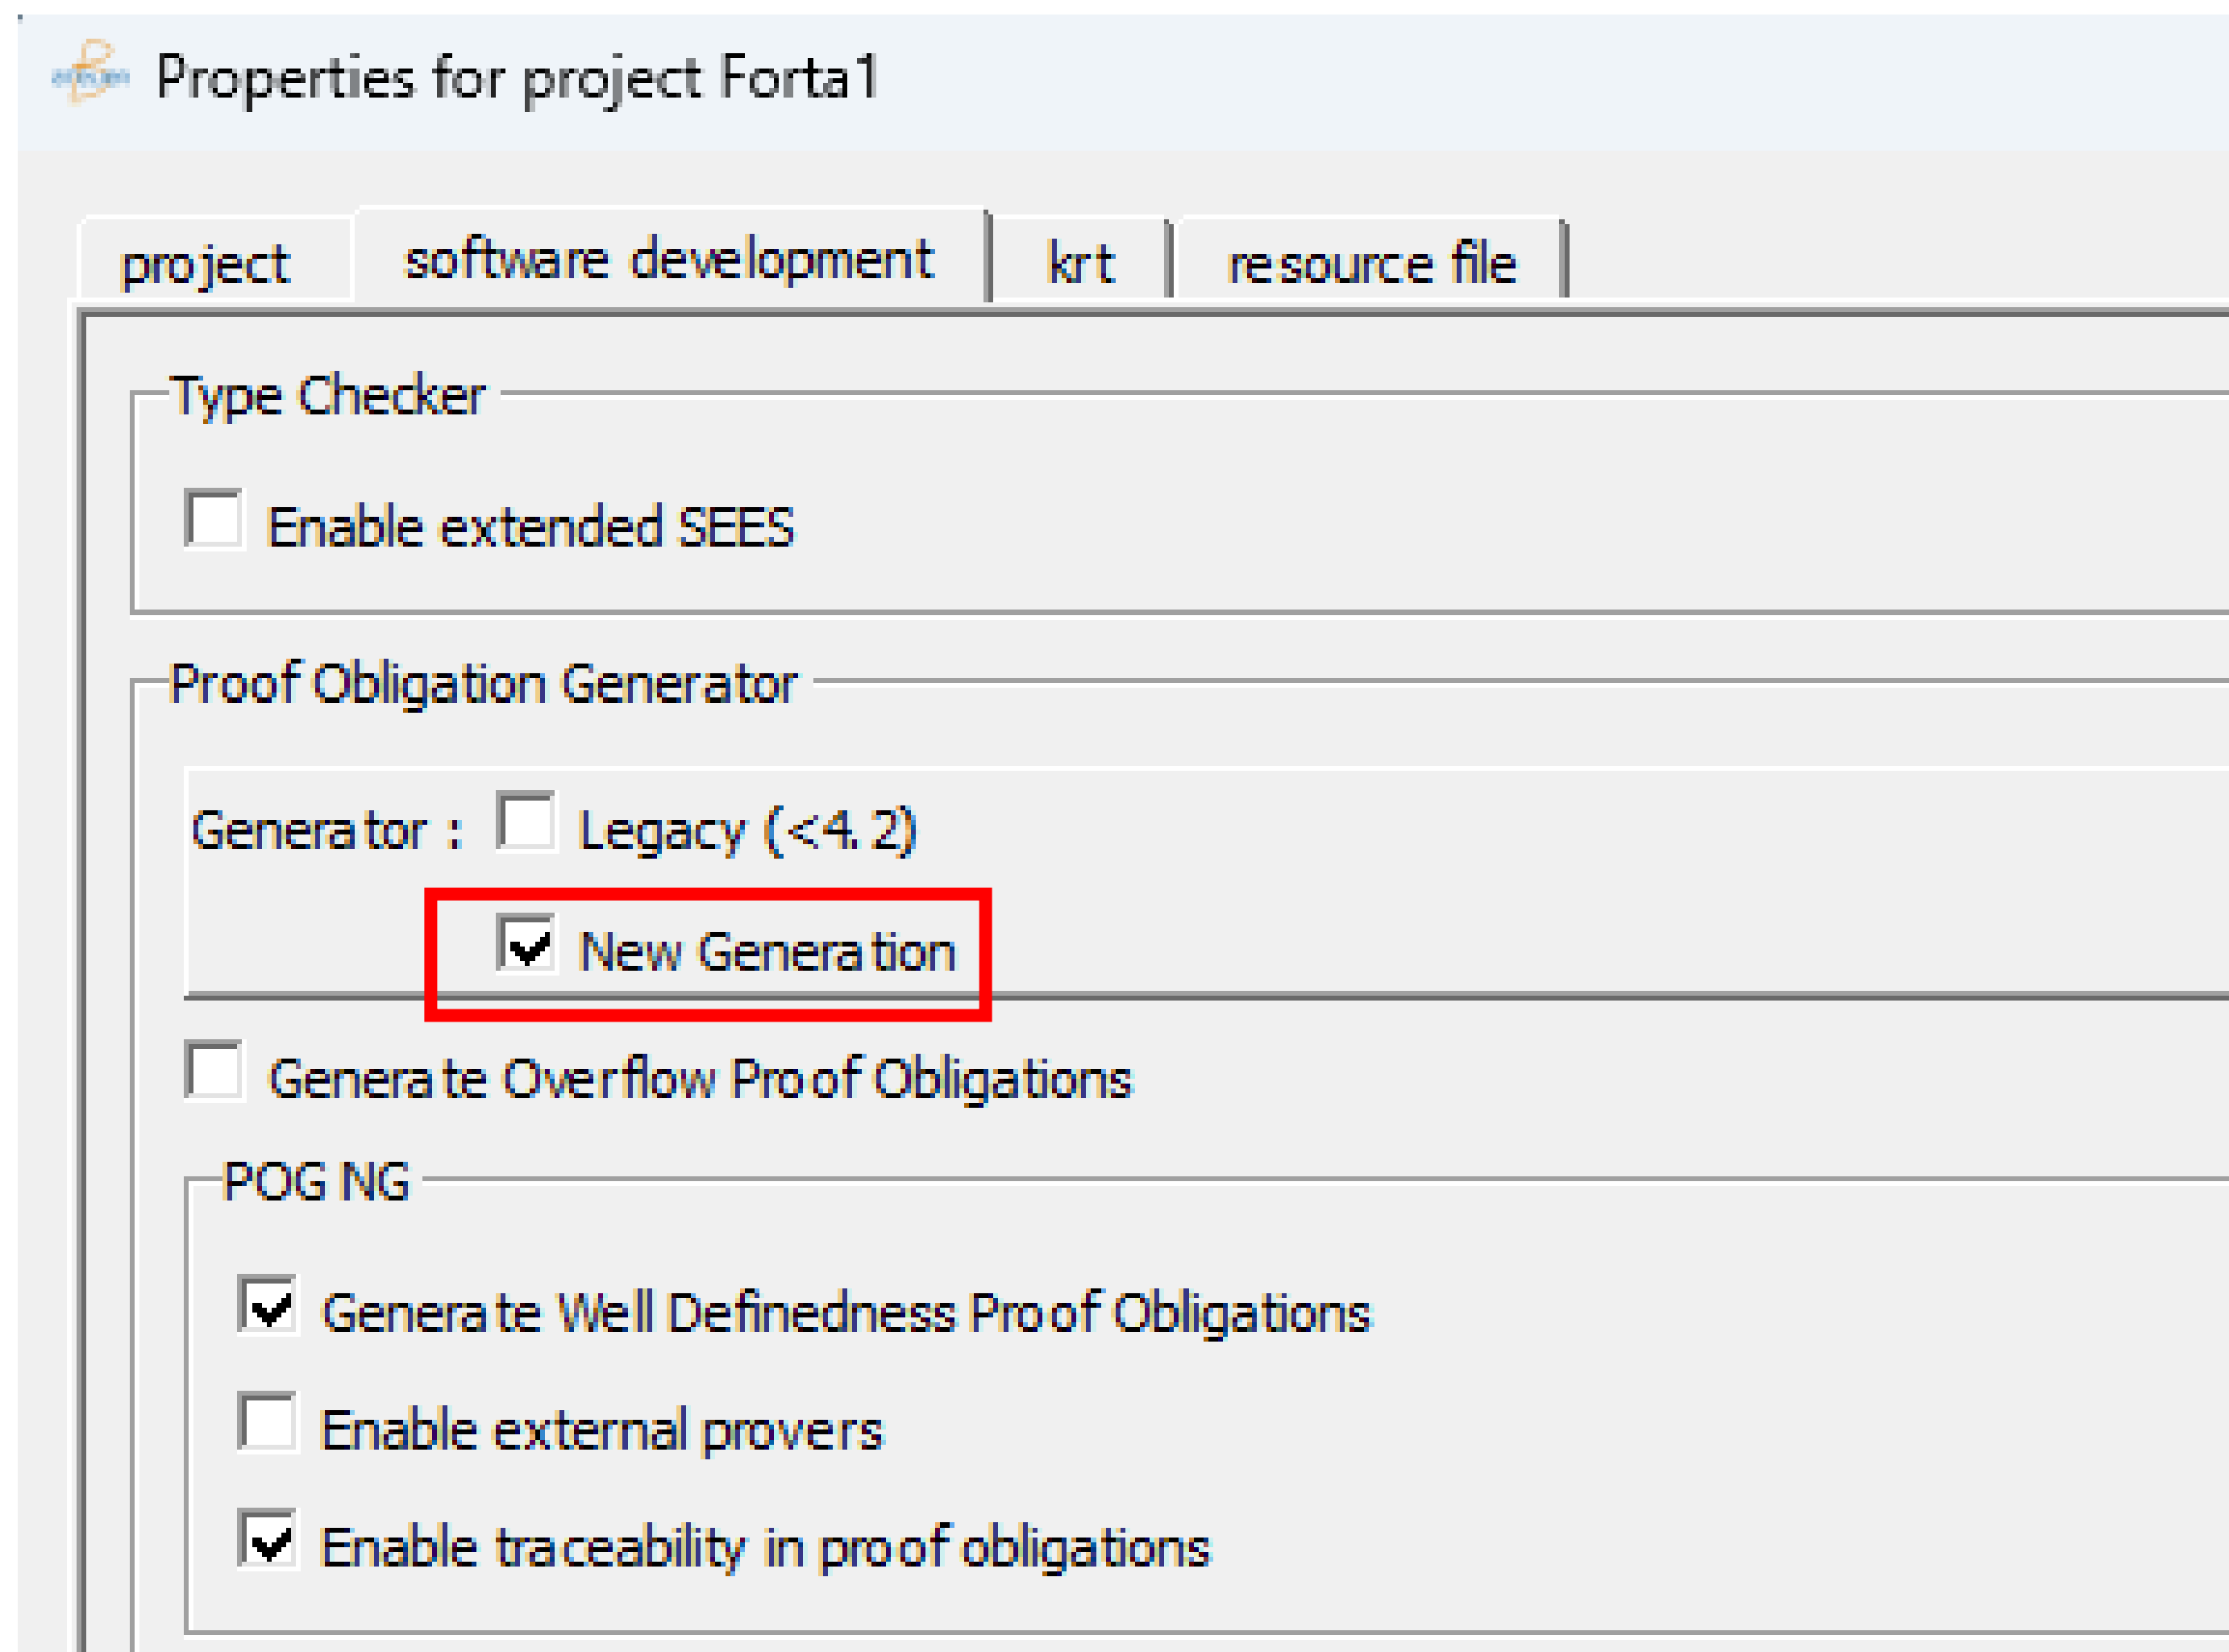 Properties for project Forta1
project software development krt resource file
Type Checker
Enable extended SEES
Proof Obligation Generator
Generator : Legacy (<4.2)
New Generation
Generate Overflow Proof Obligations
POG NG
Generate Well Definedness Proof Obligations
Enable external provers
Enable traceability in proof obligations